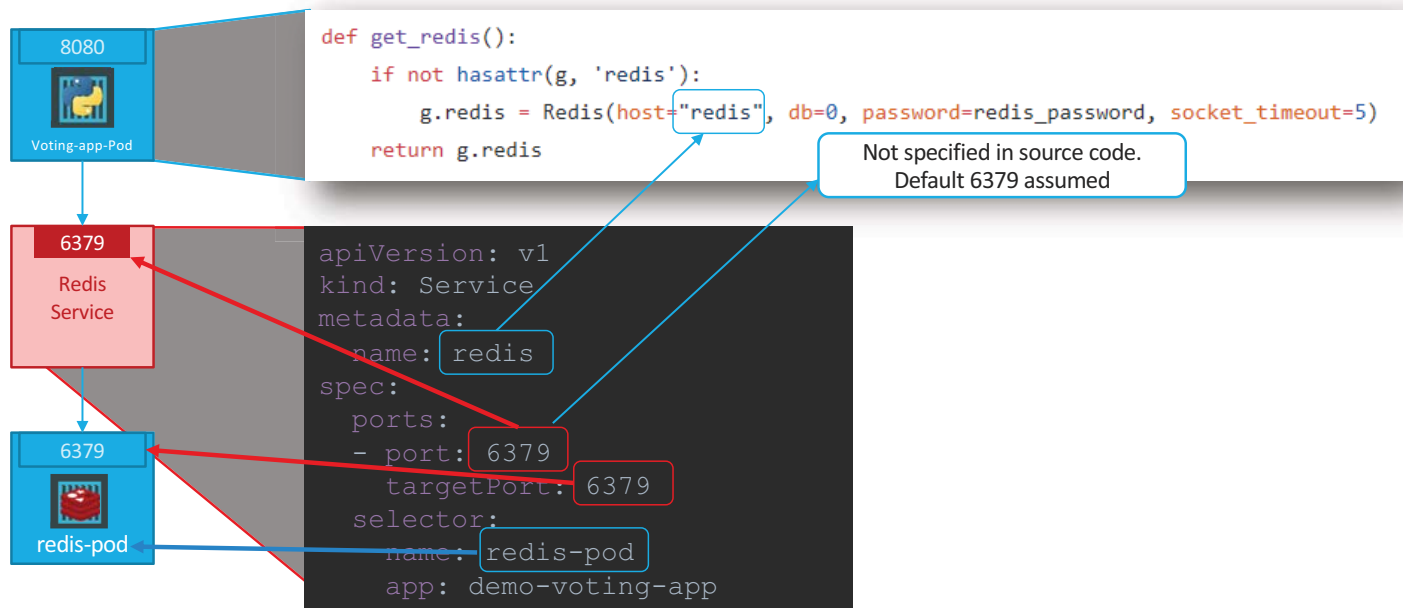 8080
Voting-app-Pod
def get_redis():
    if not hasattr(g, 'redis'):
        g.redis = Redis(host="redis", db=0, password=redis_password, socket_timeout=5)
    return g.redis
Not specified in source code.
Default 6379 assumed
6379
Redis
Service
6379
redis-pod
apiVersion: v1
kind: Service
metadata:
  name: redis
spec:
  ports:
  - port: 6379
    targetPort: 6379
  selector:
    name: redis-pod
    app: demo-voting-app